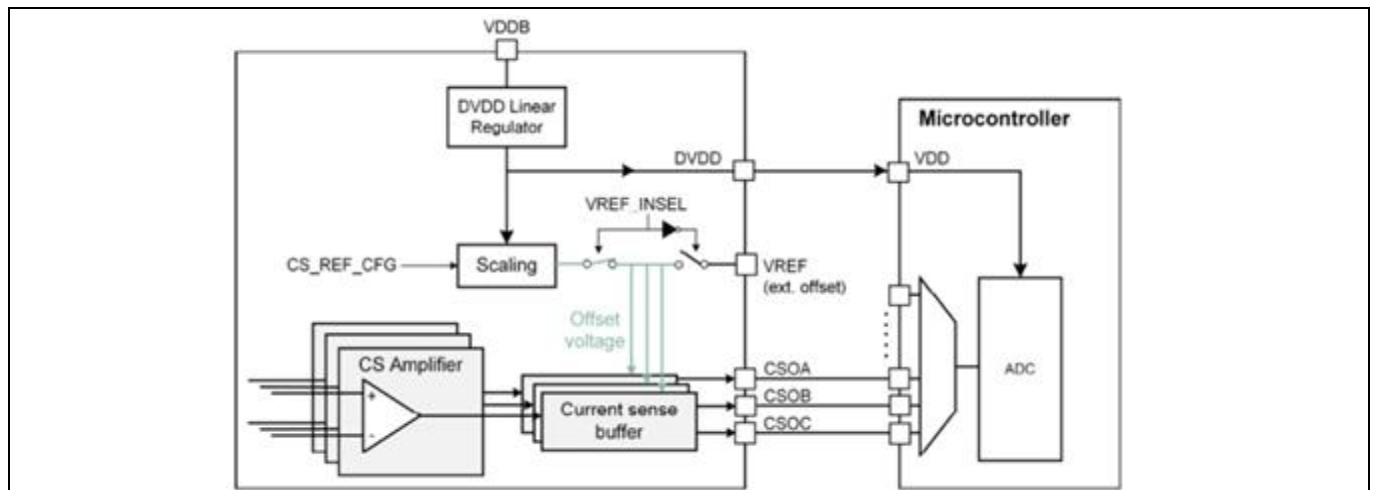 VDDB
DVDD Linear
Regulator
Microcontroller
DVDD
VDD
VREF_INSEL
CS_REF_CFG
Scaling
VREF
(ext. offset)
Offset
voltage
CS Amplifier
+
-
Current sense
buffer
CSOA
CSOB
CSOC
ADC